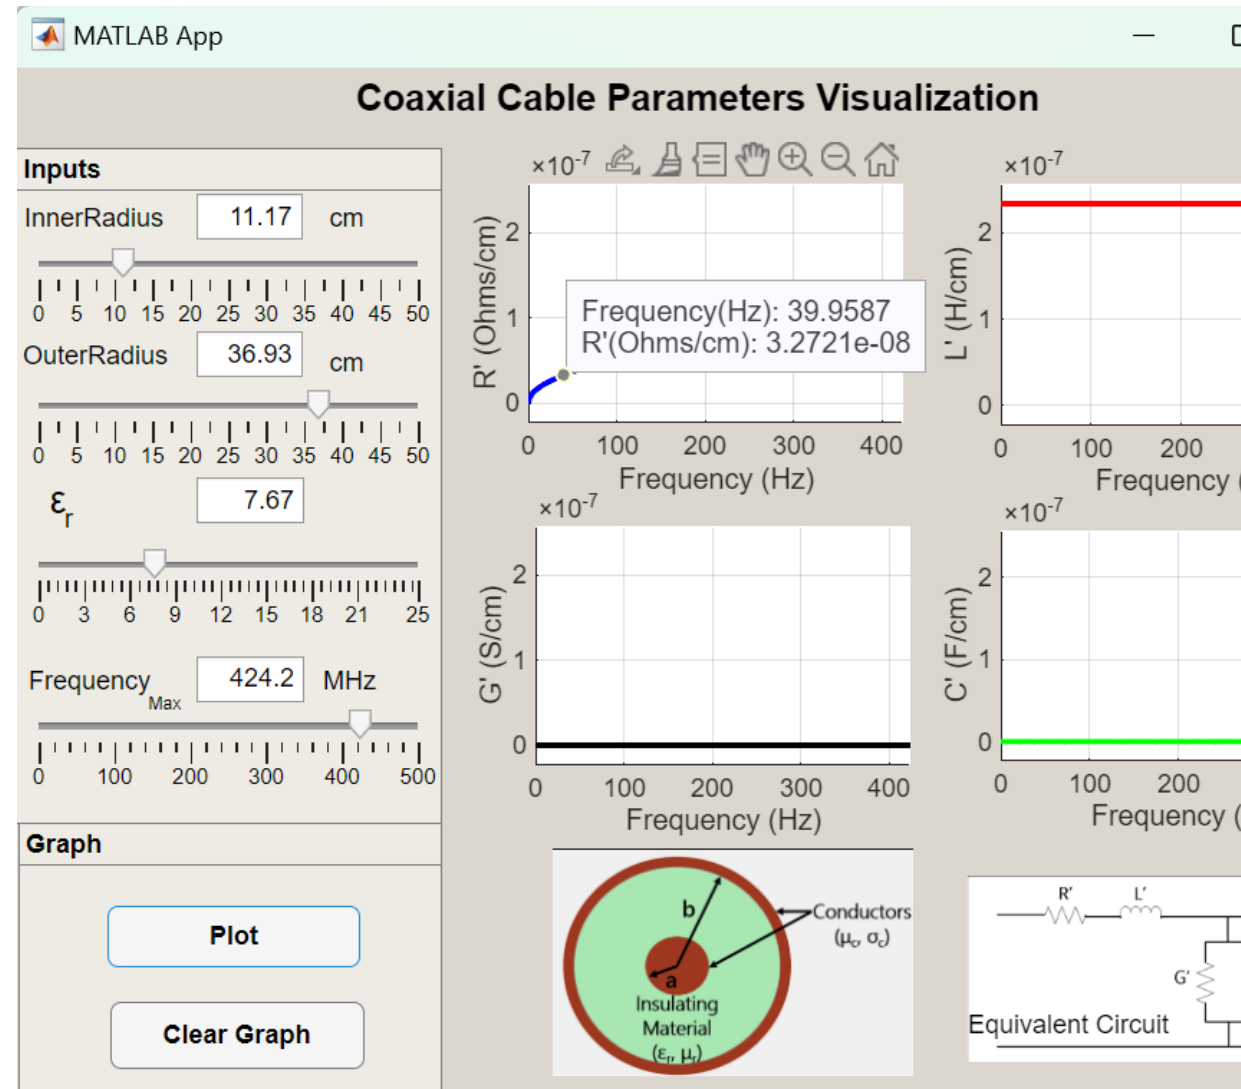 MATLAB App
Coaxial Cable Parameters Visualization
Inputs
InnerRadius 11.17 cm
0 5 10 15 20 25 30 35 40 45 50
OuterRadius 36.93 cm
0 5 10 15 20 25 30 35 40 45 50
εr 7.67
0 3 6 9 12 15 18 21 25
FrequencyMax 424.2 MHz
0 100 200 300 400 500
Graph
Plot
Clear Graph
×10-7
R' (Ohms/cm)
2
1
0
Frequency(Hz): 39.9587
R'(Ohms/cm): 3.2721e-08
0 100 200 300 400
Frequency (Hz)
×10-7
L' (H/cm)
2
1
0
0 100 200
Frequency (
×10-7
G' (S/cm)
2
1
0
0 100 200 300 400
Frequency (Hz)
×10-7
C' (F/cm)
2
1
0
0 100 200
Frequency (
b
a
Conductors
(μc, σc)
Insulating
Material
(εr, μr)
R' L'
G'
Equivalent Circuit